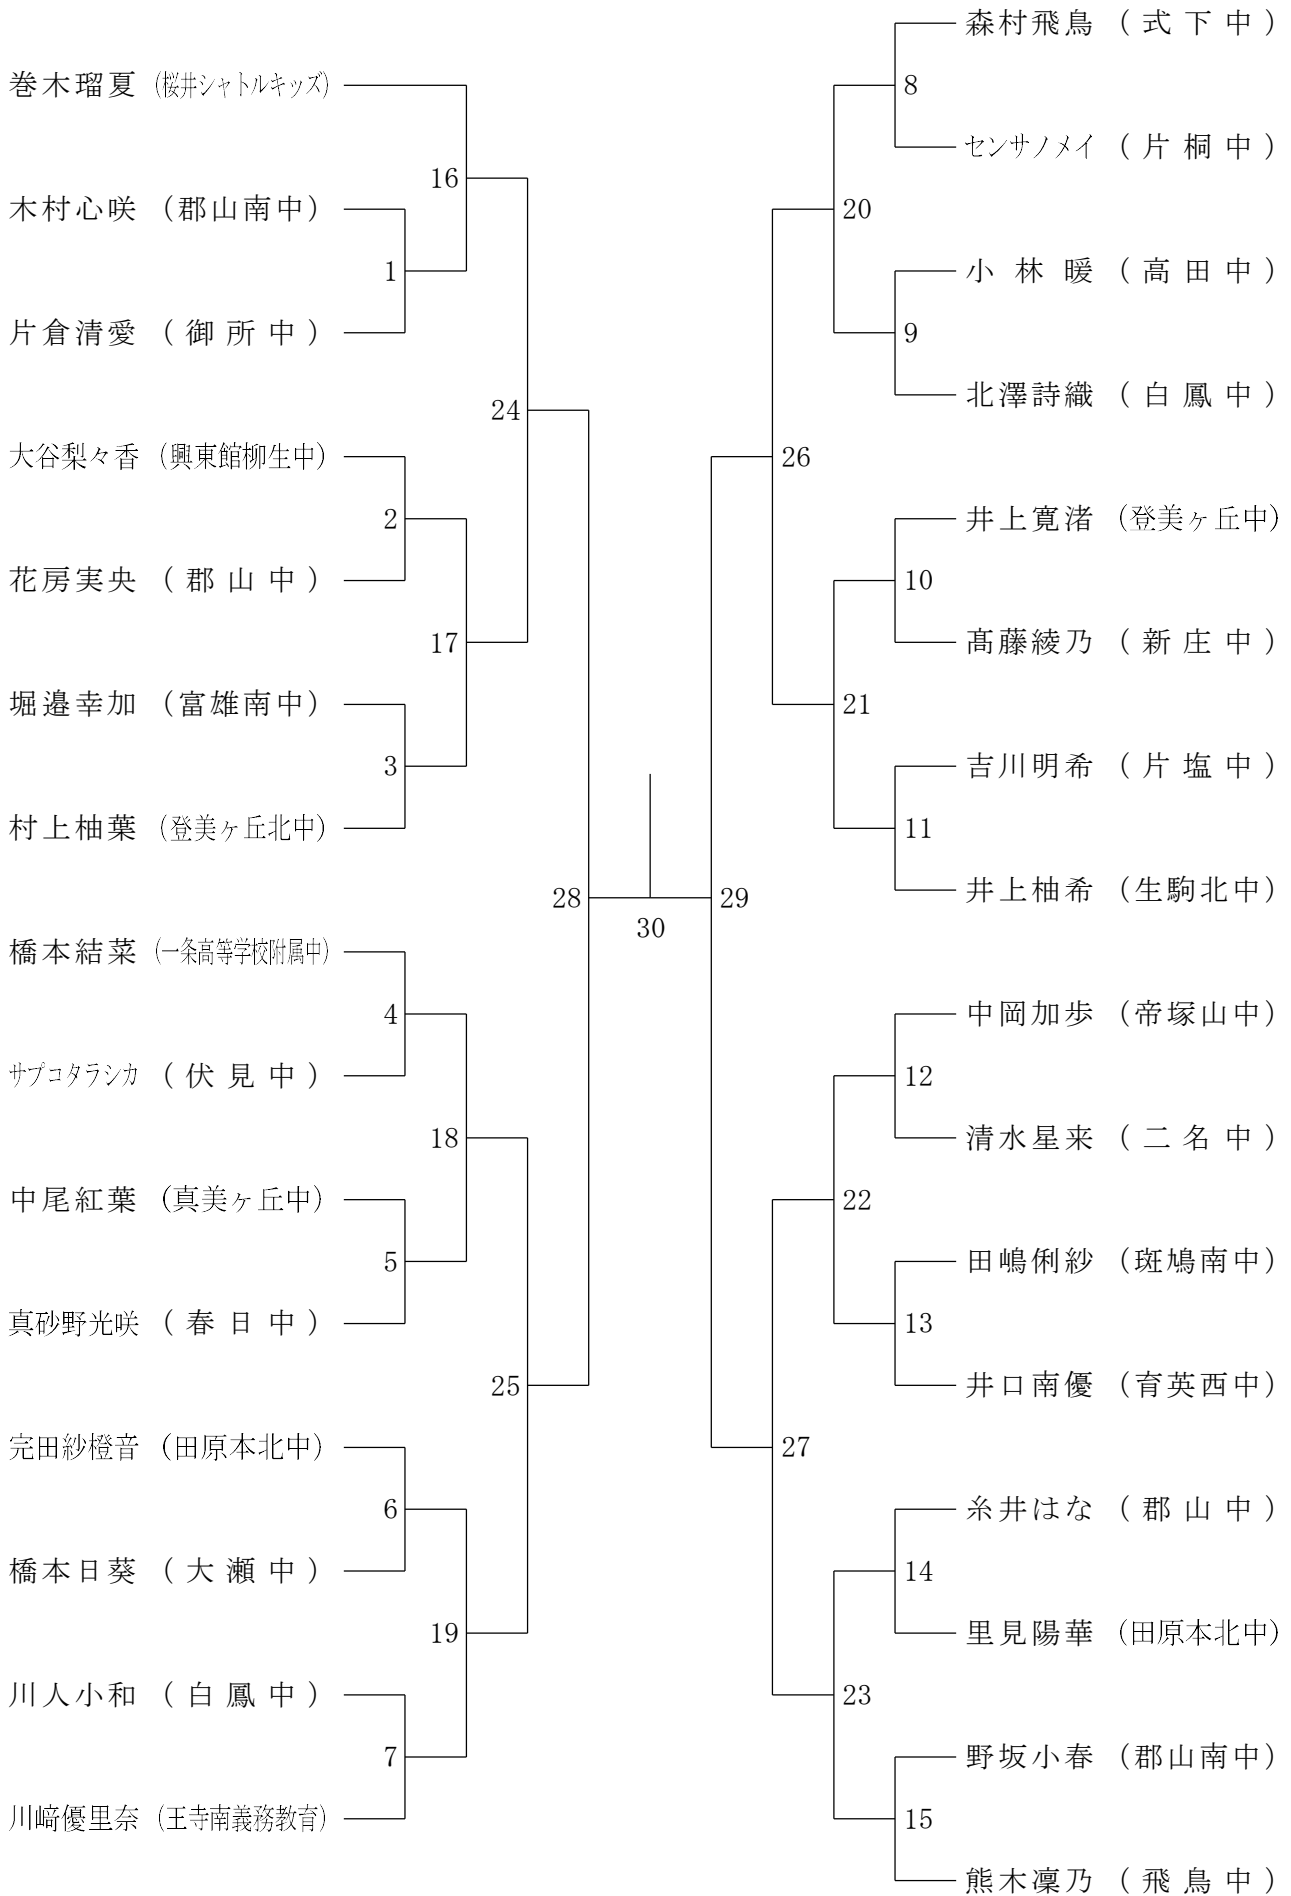 巻木瑠夏 (桜井シャトルキッズ)
16
木村心咲 (郡山南中)
1
片倉清愛 (御所中)
24
大谷梨々香 (興東館柳生中)
2
花房実央 (郡山中)
17
堀邉幸加 (富雄南中)
3
村上柚葉 (登美ヶ丘北中)
28
橋本結菜 (一条高等学校附属中)
4
サプコタラシカ (伏見中)
18
中尾紅葉 (真美ヶ丘中)
5
真砂野光咲 (春日中)
25
完田紗橙音 (田原本北中)
6
橋本日葵 (大瀬中)
19
川人小和 (白鳳中)
7
川﨑優里奈 (王寺南義務教育)
30
森村飛鳥 (式下中)
8
センサノメイ (片桐中)
20
小林暖 (高田中)
9
北澤詩織 (白鳳中)
26
井上寛渚 (登美ヶ丘中)
10
髙藤綾乃 (新庄中)
21
吉川明希 (片塩中)
11
井上柚希 (生駒北中)
29
中岡加歩 (帝塚山中)
12
清水星来 (二名中)
22
田嶋俐紗 (斑鳩南中)
13
井口南優 (育英西中)
27
糸井はな (郡山中)
14
里見陽華 (田原本北中)
23
野坂小春 (郡山南中)
15
熊木凜乃 (飛鳥中)